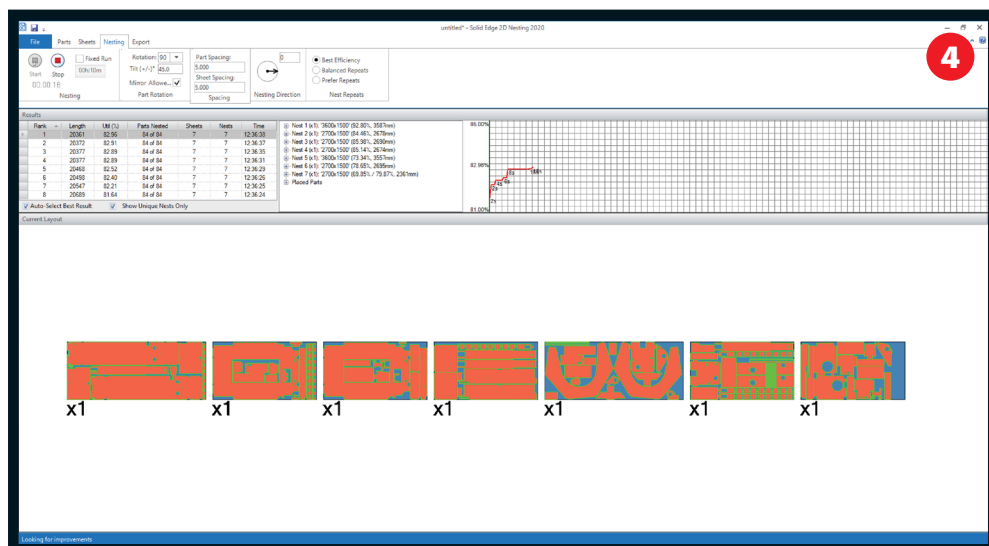 untitled* - Solid Edge 2D Nesting 2020
4
File Parts Sheets Nesting Export
Start Stop
Fixed Run
00h:10m
00:00:18
Nesting
Rotation: 90
Tilt (+/-)° 45.0
Mirror Allowe...
Part Rotation
Part Spacing:
5.000
Sheet Spacing:
5.000
Spacing
0
Nesting Direction
Best Efficiency
Balanced Repeats
Prefer Repeats
Nest Repeats
Results
Rank Length Util (%) Parts Nested Sheets Nests Time
1 20361 82.96 84 of 84 7 7 12:36:38
2 20372 82.91 84 of 84 7 7 12:36:37
3 20377 82.89 84 of 84 7 7 12:36:35
4 20377 82.89 84 of 84 7 7 12:36:31
5 20468 82.52 84 of 84 7 7 12:36:29
6 20498 82.40 84 of 84 7 7 12:36:26
7 20547 82.21 84 of 84 7 7 12:36:25
8 20689 81.64 84 of 84 7 7 12:36:24
Auto-Select Best Result Show Unique Nests Only
Nest 1 (x1): '3600x1500' (92.80%, 3587mm)
Nest 2 (x1): '2700x1500' (84.46%, 2678mm)
Nest 3 (x1): '2700x1500' (85.98%, 2690mm)
Nest 4 (x1): '2700x1500' (85.14%, 2674mm)
Nest 5 (x1): '3600x1500' (73.34%, 3557mm)
Nest 6 (x1): '2700x1500' (78.65%, 2695mm)
Nest 7 (x1): '2700x1500' (69.85% / 79.87%, 2301mm)
Placed Parts
85.00%
82.96%
81.00%
2s
2s
4s
6s
8s
Current Layout
x1 x1 x1 x1 x1 x1 x1
Looking for improvements